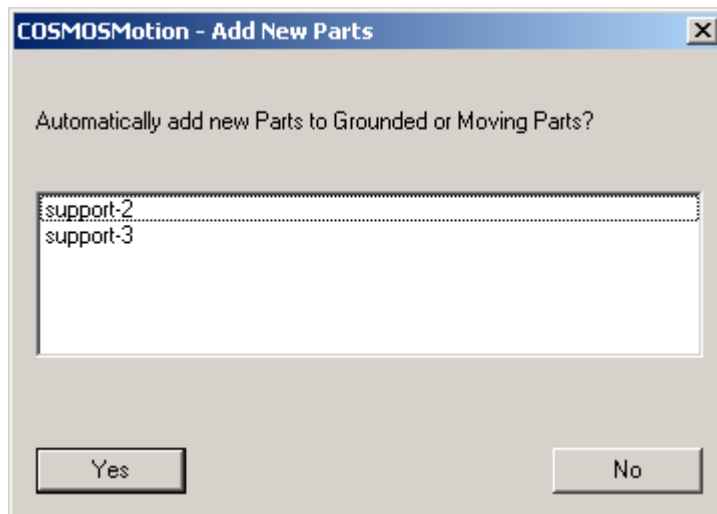 COSMOSMotion - Add New Parts
Automatically add new Parts to Grounded or Moving Parts?
support-2
support-3
Yes
No